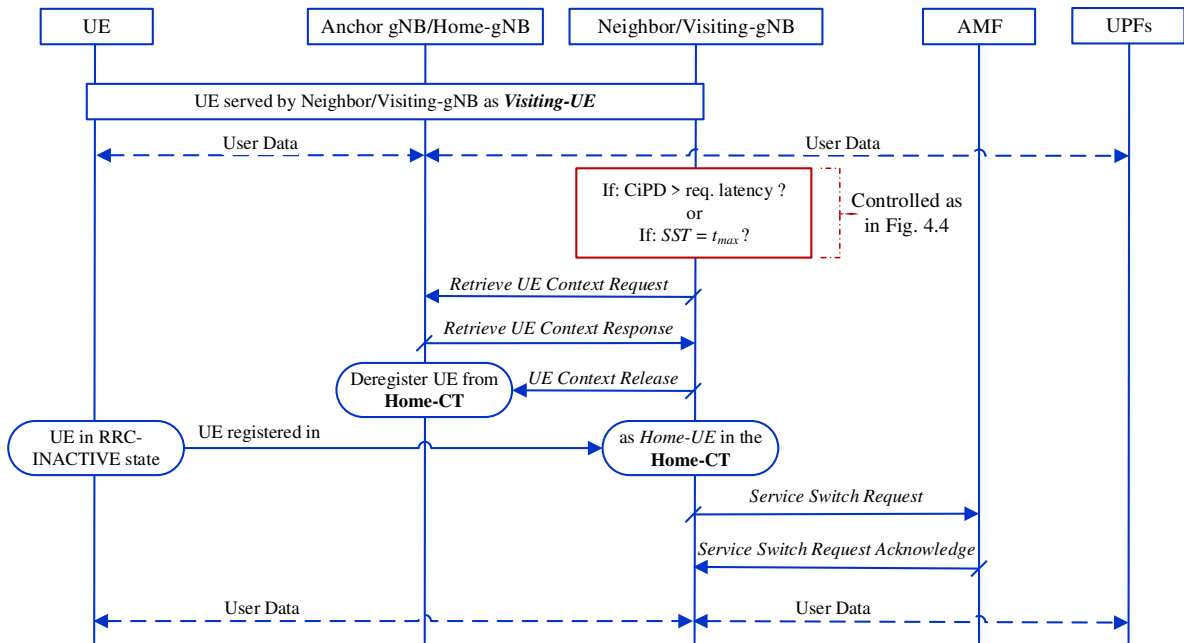 UE
Anchor gNB/Home-gNB
Neighbor/Visiting-gNB
AMF
UPFs
UE served by Neighbor/Visiting-gNB as Visiting-UE
User Data
User Data
If: CiPD > req. latency ?
or
If: SST = tmax ?
Controlled as
in Fig. 4.4
Retrieve UE Context Request
Retrieve UE Context Response
Deregister UE from
Home-CT
UE Context Release
UE in RRC-
INACTIVE state
UE registered in
as Home-UE in the
Home-CT
Service Switch Request
Service Switch Request Acknowledge
User Data
User Data